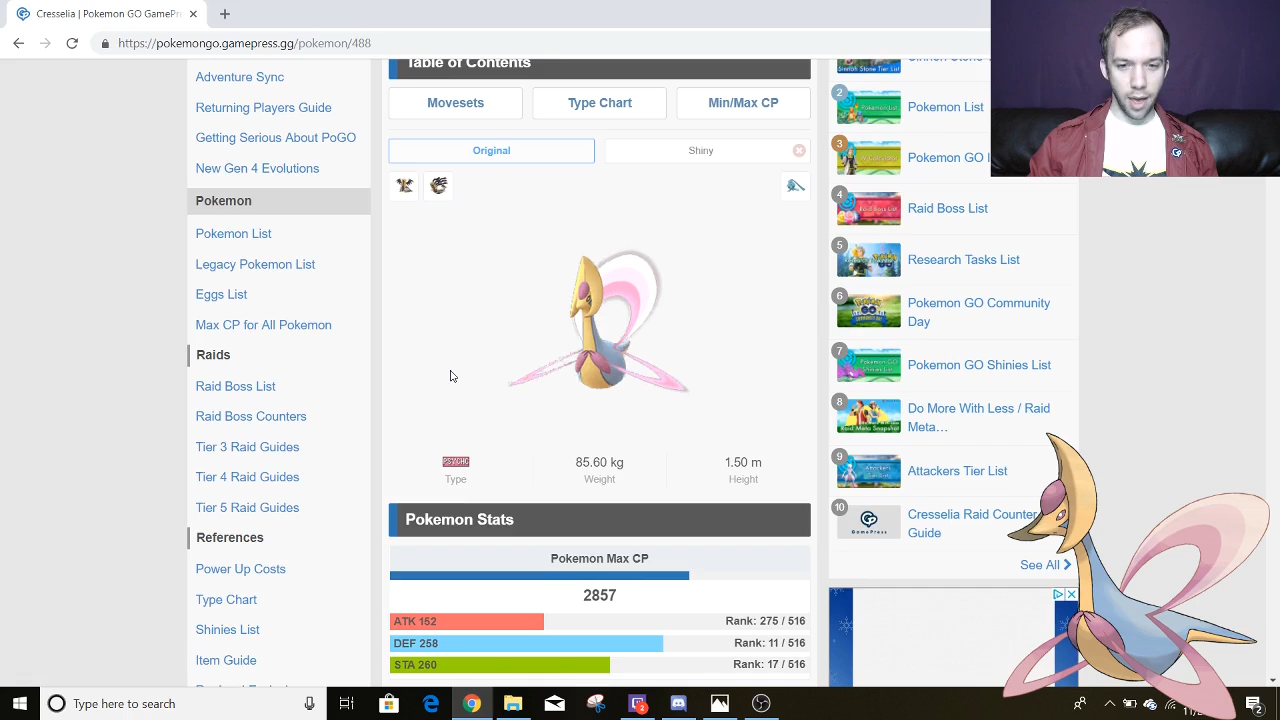 Cresselia | Pokemon GO
https://pokemongo.gamepress.gg/pokemon/488
Adventure Sync
Returning Players Guide
Getting Serious About PoGO
New Gen 4 Evolutions
Pokemon
Pokemon List
Legacy Pokemon List
Eggs List
Max CP for All Pokemon
Raids
Raid Boss List
Raid Boss Counters
Tier 3 Raid Guides
Tier 4 Raid Guides
Tier 5 Raid Guides
References
Power Up Costs
Type Chart
Shinies List
Item Guide
Table of Contents
Movesets
Type Chart
Min/Max CP
Original
Shiny
PSYCHIC
85.60 kg
1.50 m
Type
Weight
Height
Pokemon Stats
Pokemon Max CP
2857
ATK 152
Rank: 275 / 516
DEF 258
Rank: 11 / 516
STA 260
Rank: 17 / 516
Sinnoh Stone Tier List
2
Pokemon List
3
Pokemon GO
4
Raid Boss List
5
Research Tasks List
6
Pokemon GO Community
Day
7
Pokemon GO Shinies List
8
Do More With Less / Raid
Meta…
9
Attackers Tier List
10
Cresselia Raid Counter
Guide
See All
Type here to search